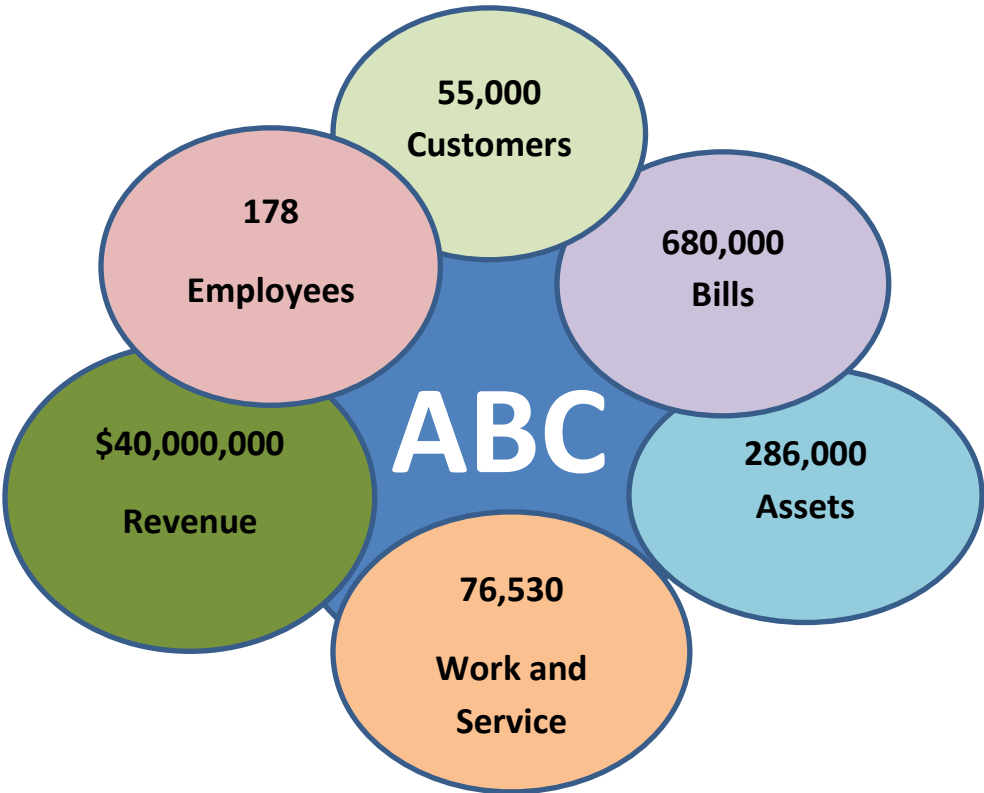 55,000
Customers
178
Employees
680,000
Bills
ABC
$40,000,000
Revenue
286,000
Assets
76,530
Work and
Service